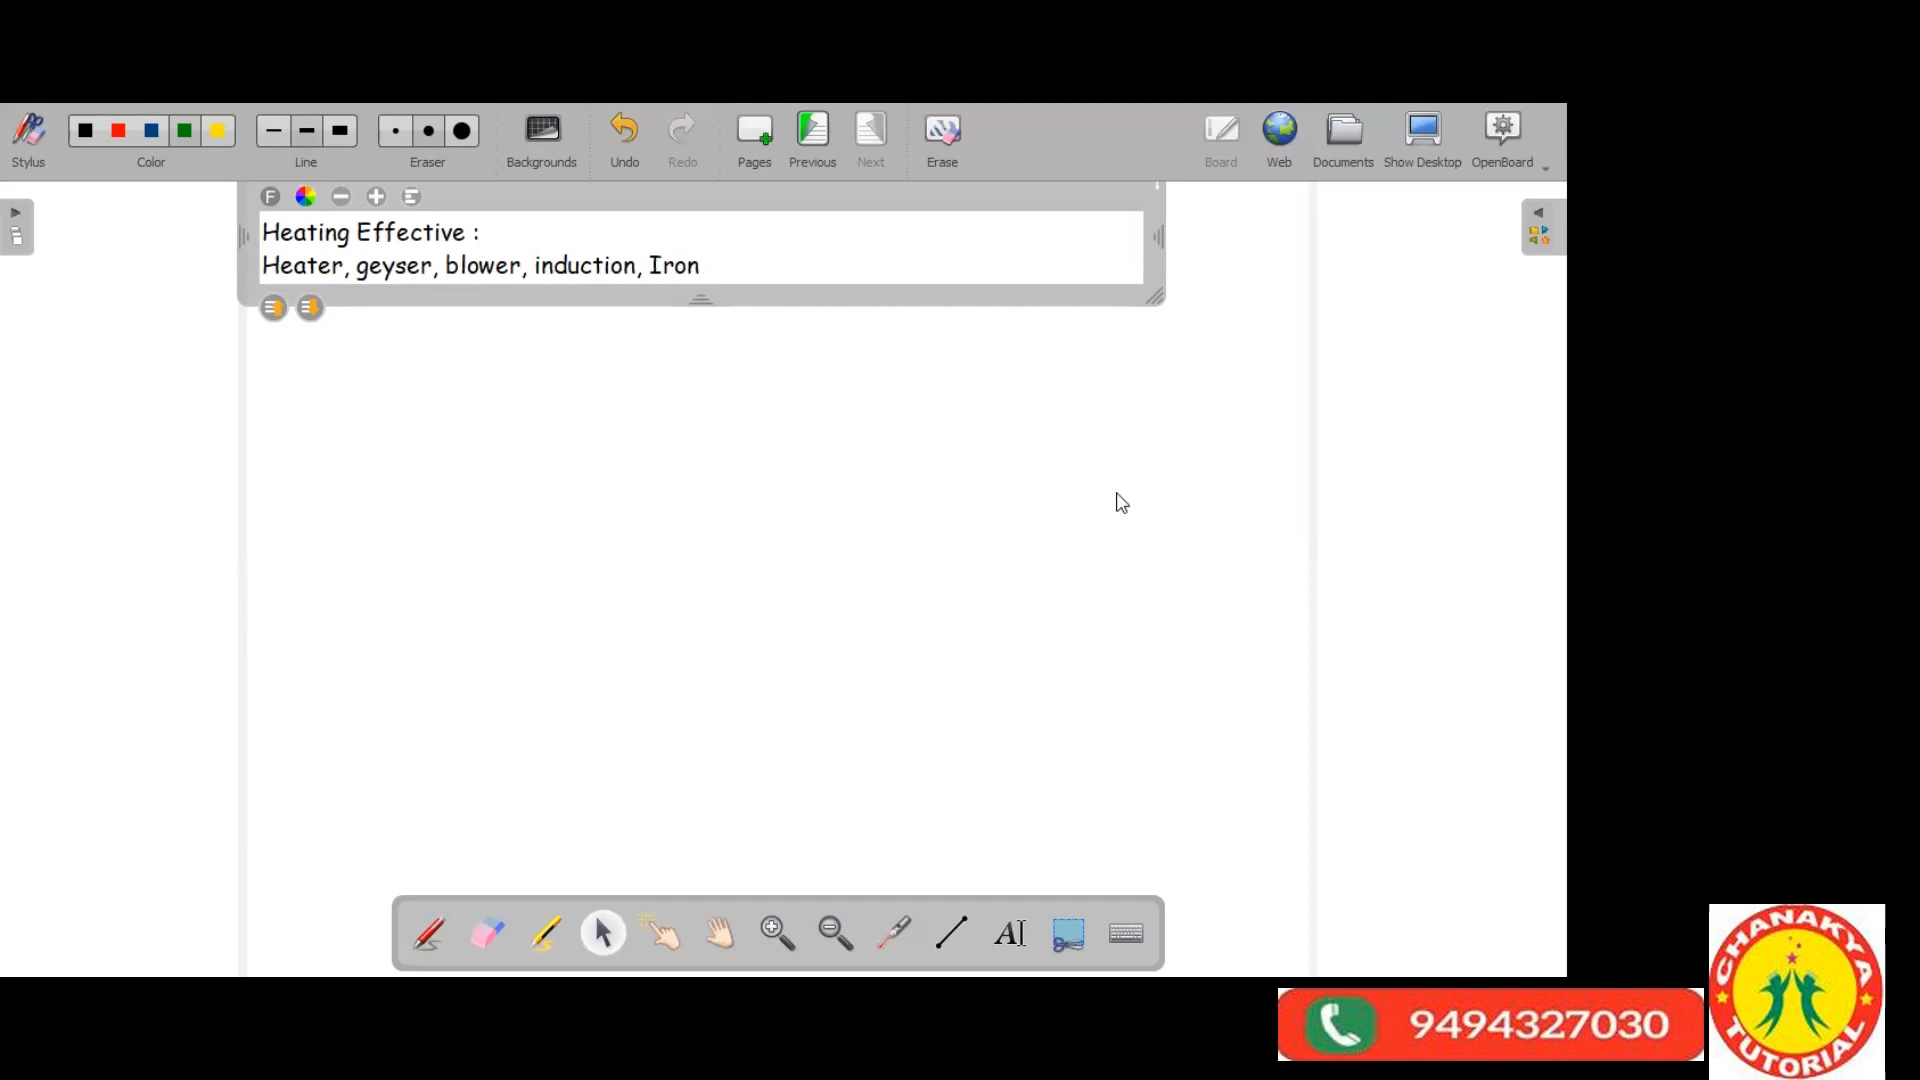 Stylus
Color
Line
Eraser
Backgrounds
Undo
Redo
Pages
Previous
Next
Erase
Board
Web
Documents
Show Desktop
OpenBoard
F
Heating Effective :
Heater, geyser, blower, induction, Iron
AI
9494327030
CHANAKYA
TUTORIAL